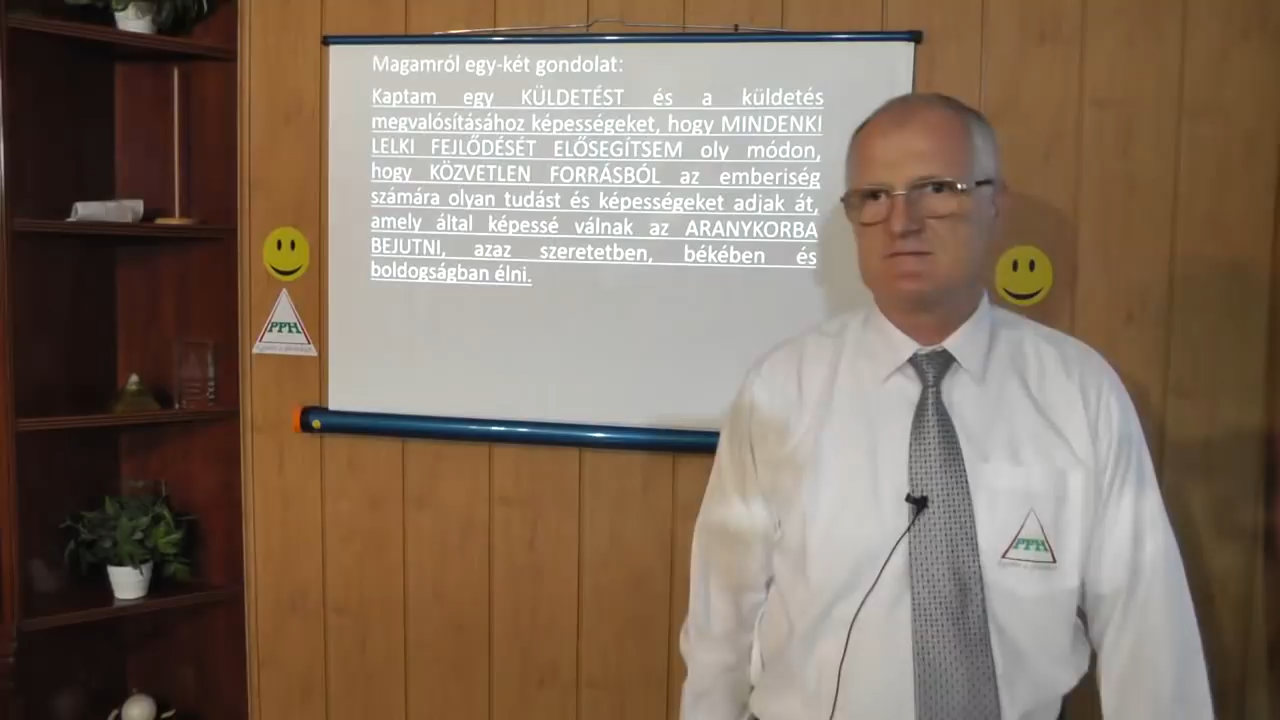 Magamról egy-két gondolat:
Kaptam egy KÜLDETÉST és a küldetés
megvalósításához képességeket, hogy MINDENKI
LELKI FEJLŐDÉSÉT ELŐSEGÍTSEM oly módon,
hogy KÖZVETLEN FORRÁSBÓL az emberiség
számára olyan tudást és képességeket adjak át,
amely által képessé válnak az ARANYKORBA
BEJUTNI, azaz szeretetben, békében és
boldogságban élni.
PPH
PPH